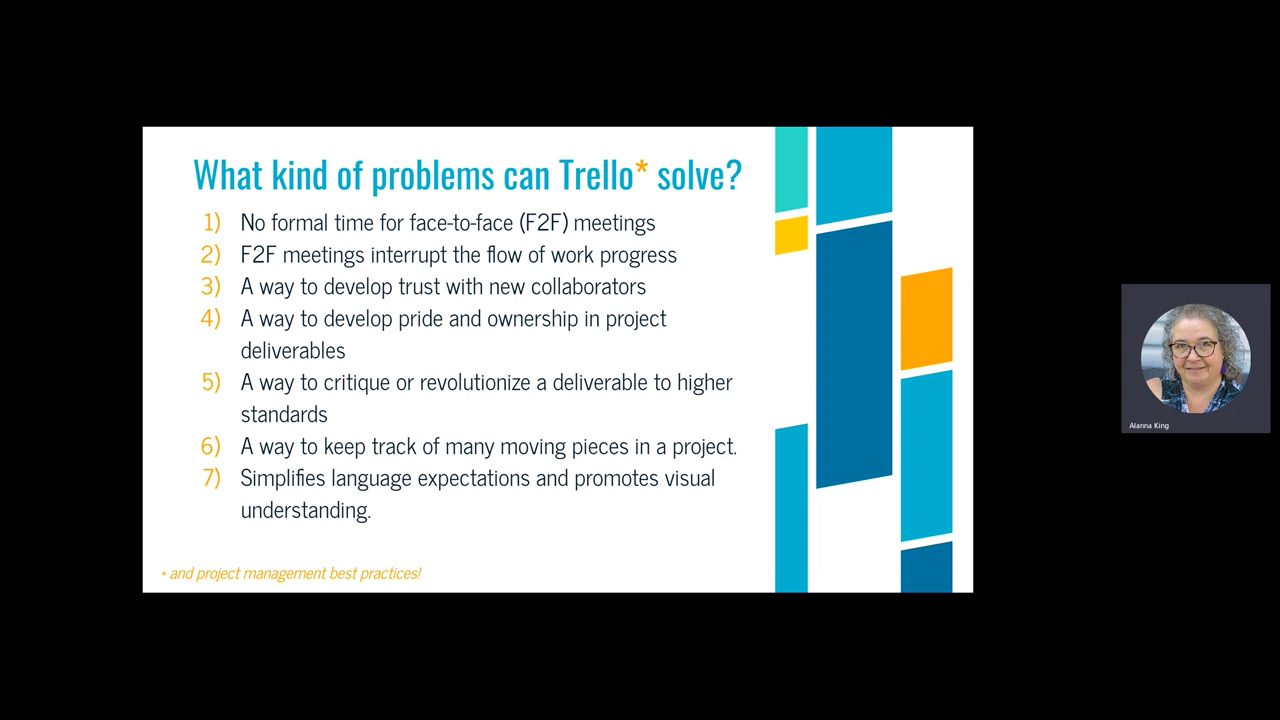 What kind of problems can Trello* solve?
1) No formal time for face-to-face (F2F) meetings
2) F2F meetings interrupt the flow of work progress
3) A way to develop trust with new collaborators
4) A way to develop pride and ownership in project
deliverables
5) A way to critique or revolutionize a deliverable to higher
standards
6) A way to keep track of many moving pieces in a project.
7) Simplifies language expectations and promotes visual
understanding.
* and project management best practices!
Alanna King